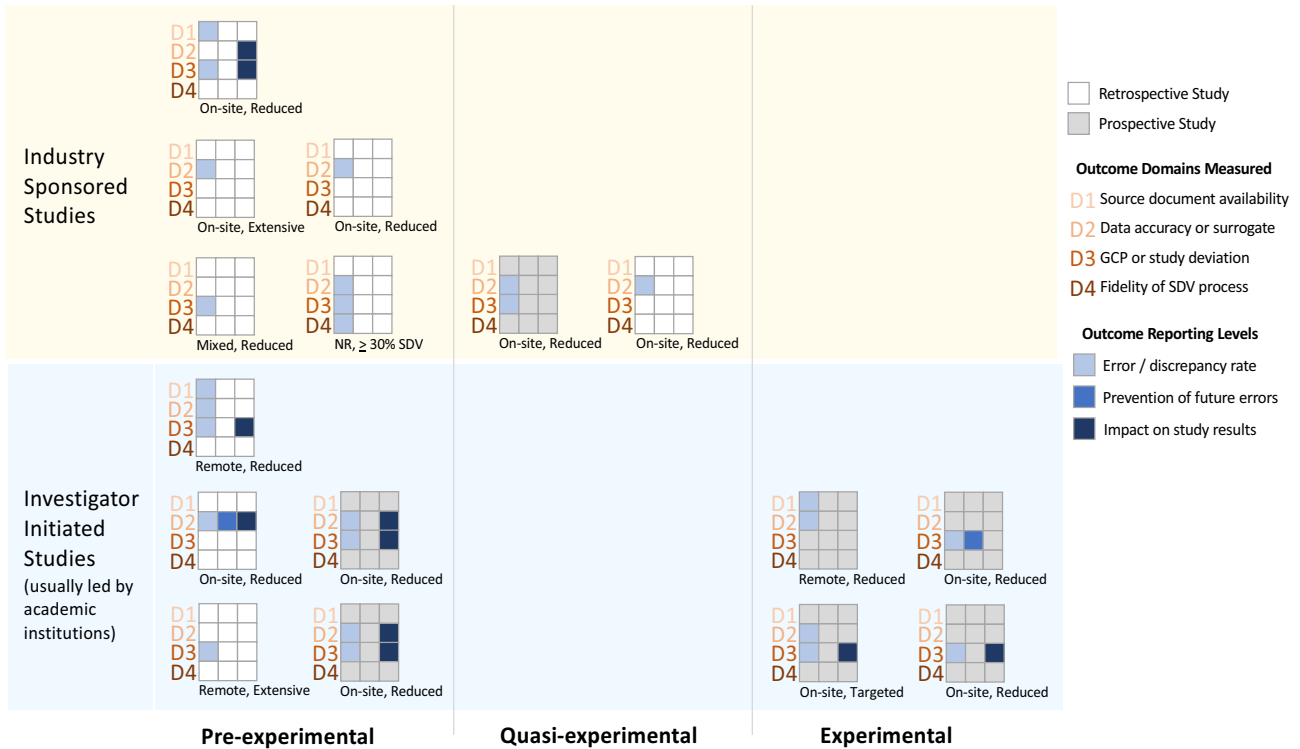 D1
D2
D3
D4
On-site, Reduced
Industry
Sponsored
Studies
D1
D2
D3
D4
On-site, Extensive
D1
D2
D3
D4
On-site, Reduced
D1
D2
D3
D4
Mixed, Reduced
D1
D2
D3
D4
NR, ≥ 30% SDV
D1
D2
D3
D4
On-site, Reduced
D1
D2
D3
D4
On-site, Reduced
Investigator
Initiated
Studies
(usually led by
academic
institutions)
D1
D2
D3
D4
Remote, Reduced
D1
D2
D3
D4
On-site, Reduced
D1
D2
D3
D4
On-site, Reduced
D1
D2
D3
D4
Remote, Reduced
D1
D2
D3
D4
On-site, Reduced
D1
D2
D3
D4
Remote, Extensive
D1
D2
D3
D4
On-site, Reduced
D1
D2
D3
D4
On-site, Targeted
D1
D2
D3
D4
On-site, Reduced
Pre-experimental
Quasi-experimental
Experimental
Retrospective Study
Prospective Study
Outcome Domains Measured
D1 Source document availability
D2 Data accuracy or surrogate
D3 GCP or study deviation
D4 Fidelity of SDV process
Outcome Reporting Levels
Error / discrepancy rate
Prevention of future errors
Impact on study results